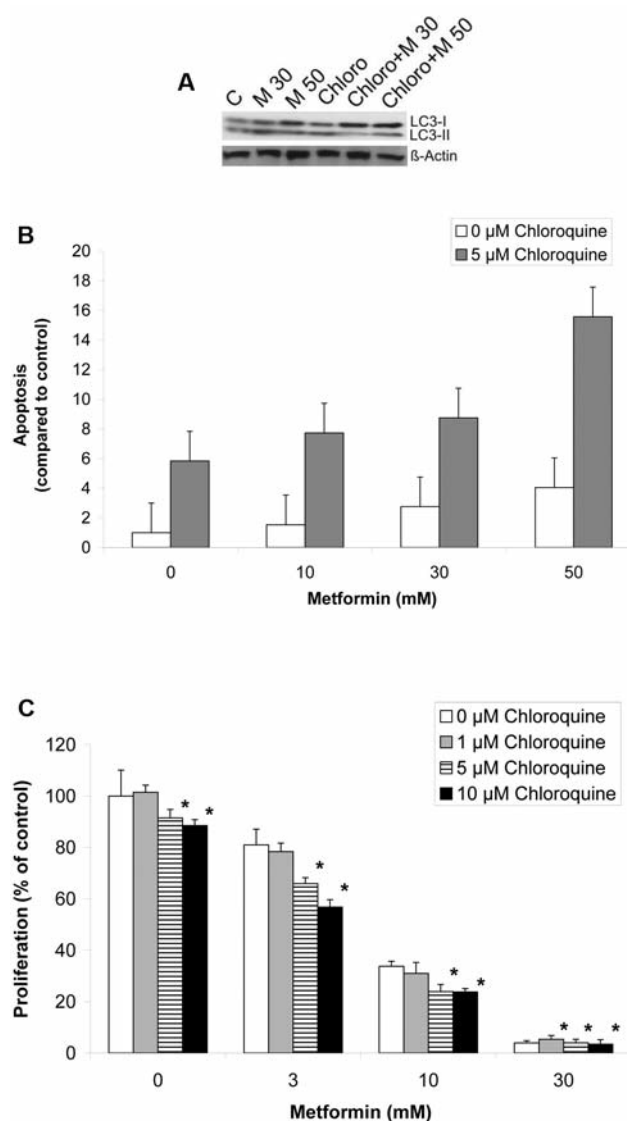 A
C
M 30
M 50
Chloro
Chloro+M 30
Chloro+M 50
LC3-I
LC3-II
ß-Actin
B
0 µM Chloroquine
5 µM Chloroquine
20
18
16
14
12
10
8
6
4
2
0
Apoptosis
(compared to control)
0 10 30 50
Metformin (mM)
C
0 µM Chloroquine
1 µM Chloroquine
5 µM Chloroquine
10 µM Chloroquine
120
100
80
60
40
20
0
Proliferation (% of control)
* *
* *
* *
* * *
0 3 10 30
Metformin (mM)